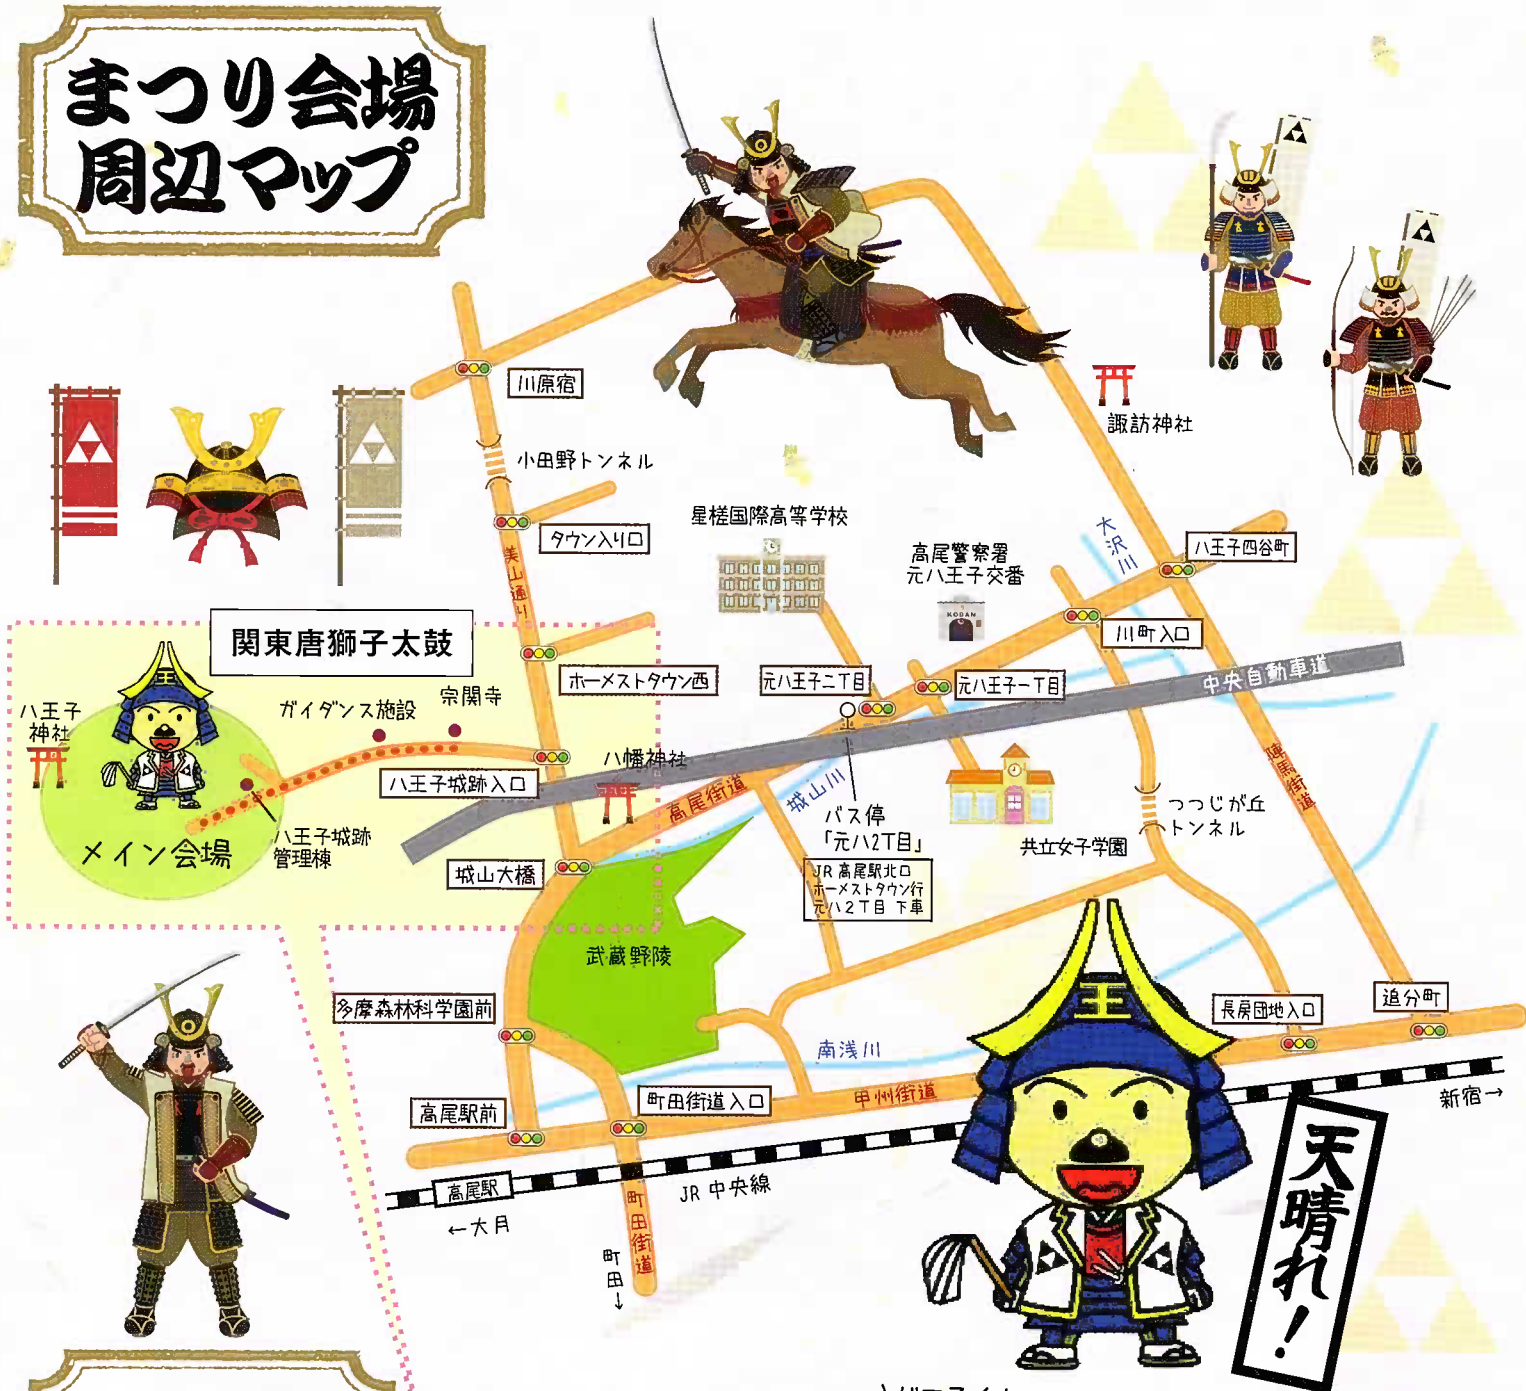 まつり会場
周辺マップ
川原宿
小田野トンネル
タウン入り口
美山通り
諏訪神社
星槎国際高等学校
高尾警察署
元八王子交番
KOBAN
大沢川
八王子四谷町
川町入口
関東唐獅子太鼓
ホーメストタウン西
元八王子二丁目
元八王子一丁目
中央自動車道
八王子
神社
王
ガイダンス施設
宗関寺
八王子城跡入口
八幡神社
高尾街道
城山川
陣馬街道
メイン会場
八王子城跡
管理棟
城山大橋
バス停
「元八2丁目」
JR 高尾駅北口
ホーメストタウン行
元八2丁目 下車
共立女子学園
つつじが丘
トンネル
武蔵野陵
多摩森林科学園前
南浅川
長房団地入口
追分町
高尾駅前
町田街道入口
甲州街道
王
新宿→
高尾駅
←大月
JR 中央線
町田街道
町田↓
天晴れ!